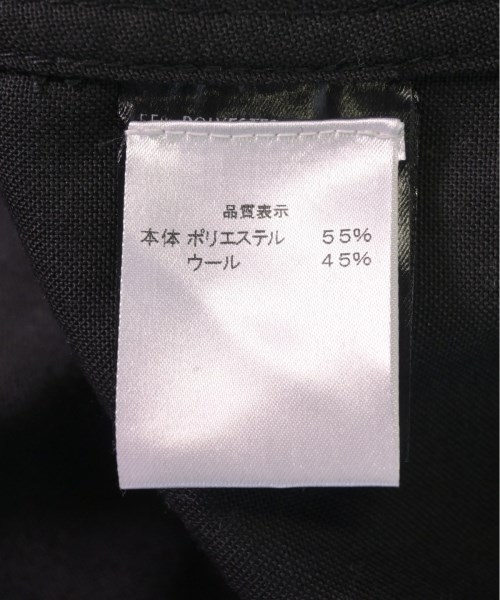 品質表示
本体 ポリエステル 55%
ウール 45%